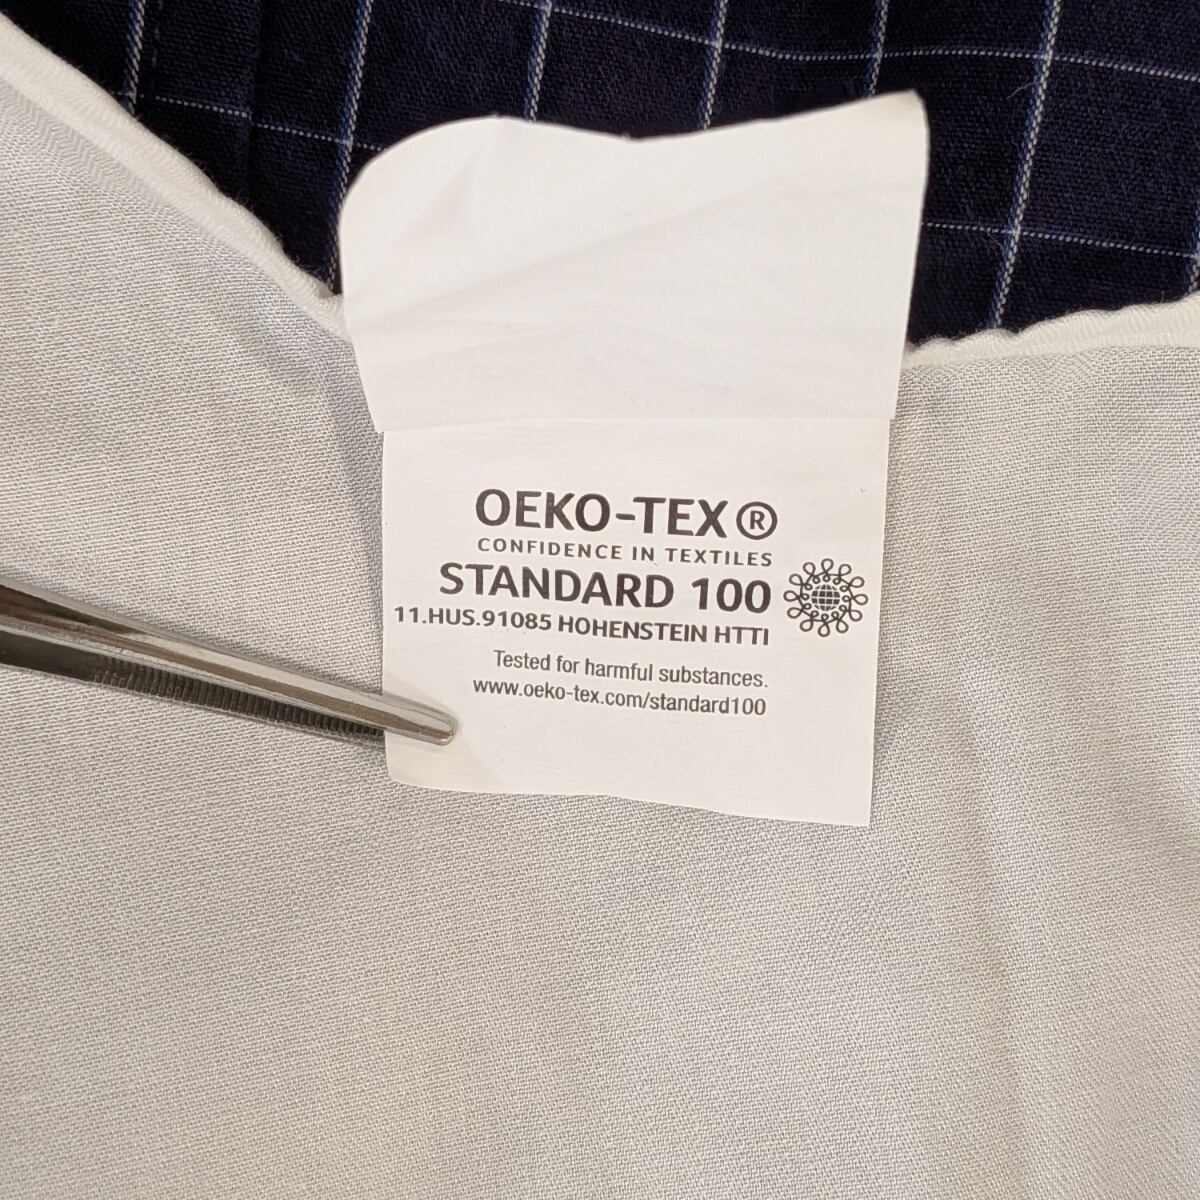 OEKO-TEX®
CONFIDENCE IN TEXTILES
STANDARD 100
11.HUS.91085 HOHENSTEIN HTTI
Tested for harmful substances.
www.oeko-tex.com/standard100